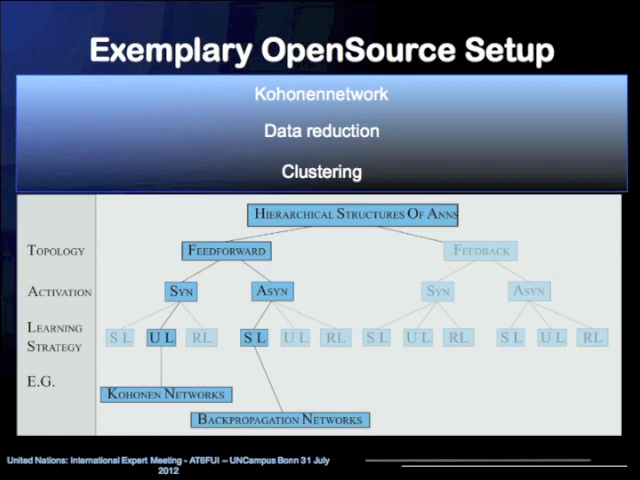 Exemplary OpenSource Setup
Kohonennetwork
Data reduction
Clustering
HIERARCHICAL STRUCTURES OF ANNS
TOPOLOGY
FEEDFORWARD
FEEDBACK
ACTIVATION
SYN
ASYN
SYN
ASYN
LEARNING
STRATEGY
S L
U L
RL
S L
U L
RL
S L
U L
RL
S L
U L
RL
E.G.
KOHONEN NETWORKS
BACKPROPAGATION NETWORKS
United Nations: International Expert Meeting - AT6FUI – UNCampus Bonn 31 July
2012